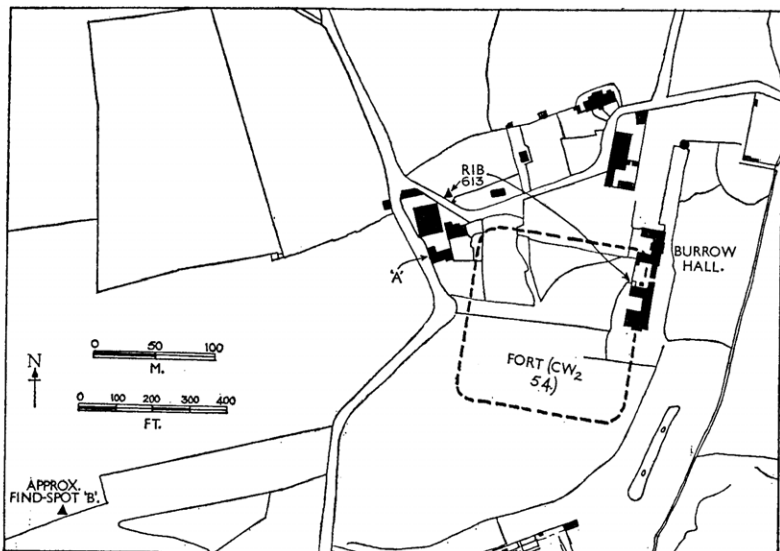 RIB
613
'A'
BURROW
HALL.
FORT (CW2
54)
N
0 50 100
M.
0 100 200 300 400
FT.
APPROX.
FIND-SPOT 'B'.